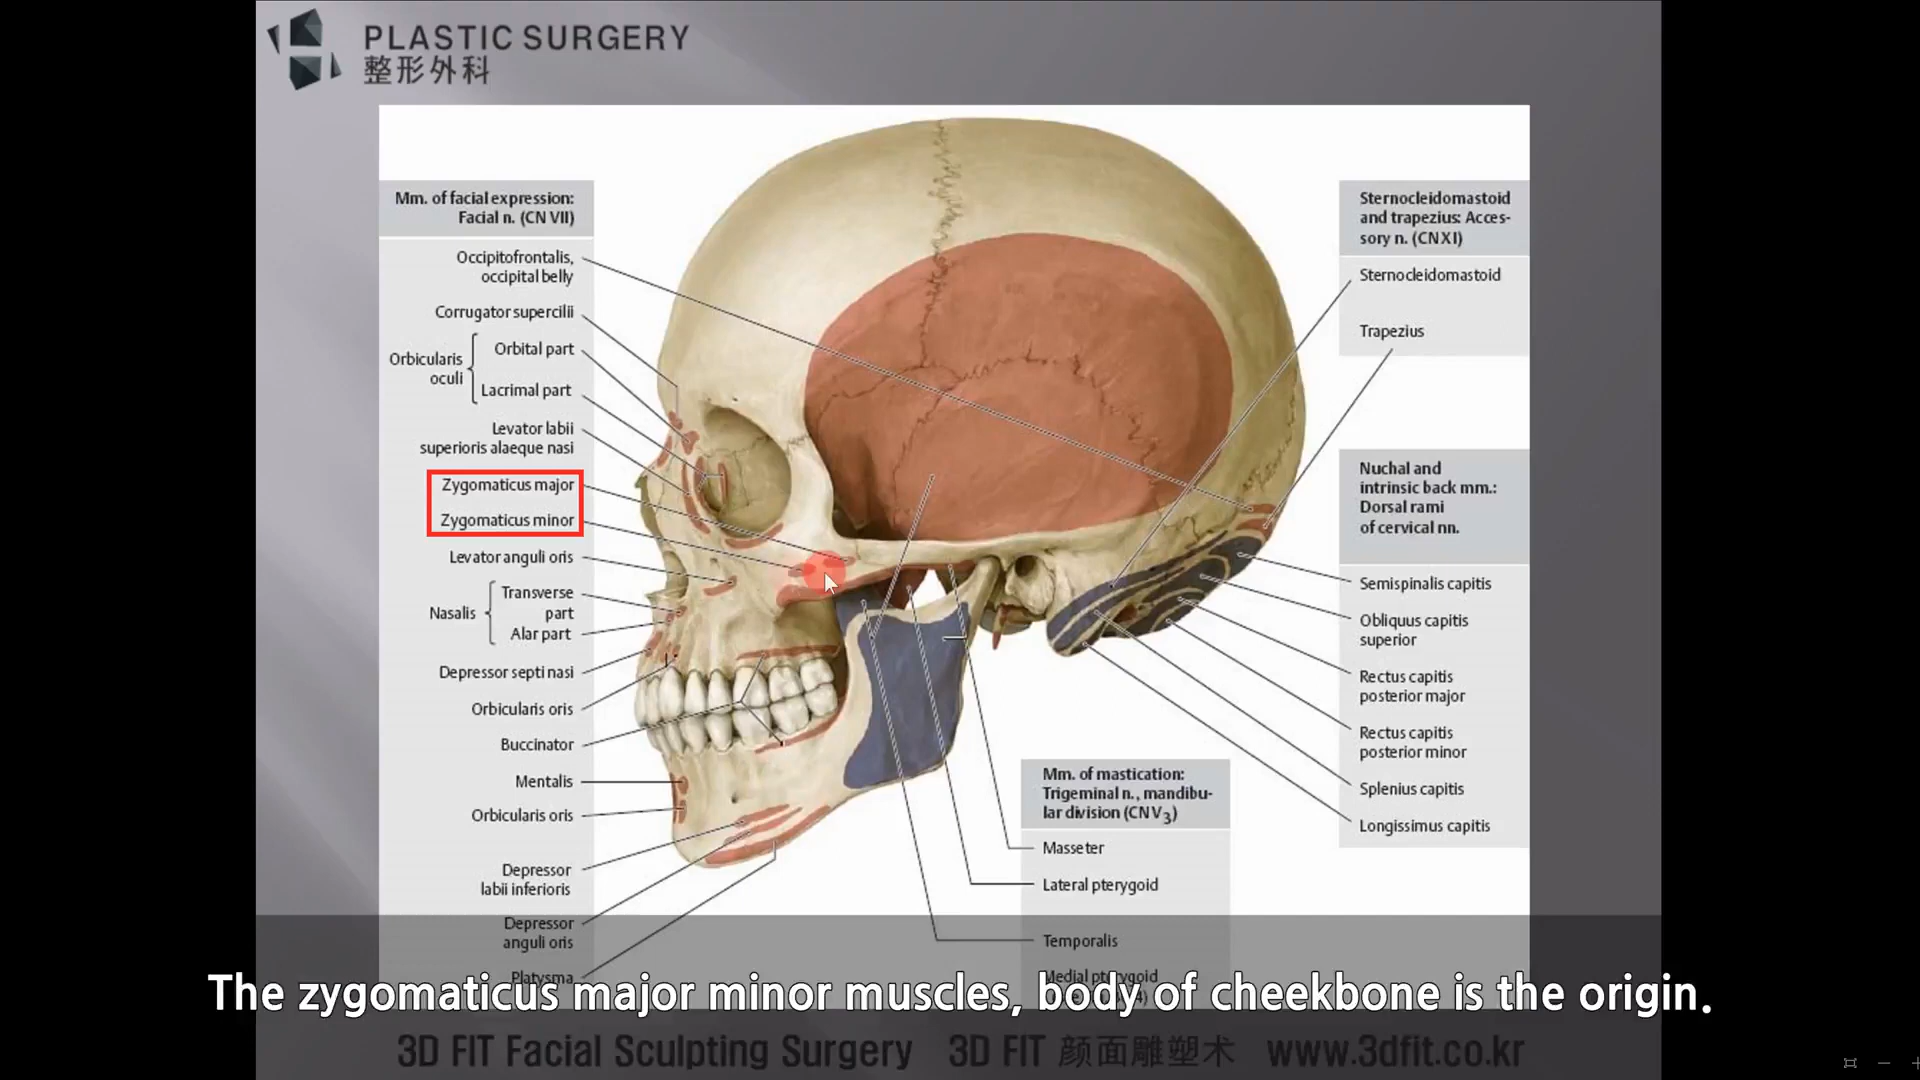 PLASTIC SURGERY
整形外科
Mm. of facial expression:
Facial n. (CN VII)
Occipitofrontalis,
occipital belly
Corrugator supercilii
Orbicularis
oculi
Orbital part
Lacrimal part
Levator labii
superioris alaeque nasi
Zygomaticus major
Zygomaticus minor
Levator anguli oris
Nasalis
Transverse
part
Alar part
Depressor septi nasi
Orbicularis oris
Buccinator
Mentalis
Orbicularis oris
Depressor
labii inferioris
Depressor
anguli oris
Platysma
Sternocleidomastoid
and trapezius: Acces-
sory n. (CNXI)
Sternocleidomastoid
Trapezius
Nuchal and
intrinsic back mm.:
Dorsal rami
of cervical nn.
Semispinalis capitis
Obliquus capitis
superior
Rectus capitis
posterior major
Rectus capitis
posterior minor
Splenius capitis
Longissimus capitis
Mm. of mastication:
Trigeminal n., mandibu-
lar division (CNV3)
Masseter
Lateral pterygoid
Temporalis
Medial pterygoid
The zygomaticus major minor muscles, body of cheekbone is the origin.
3D FIT Facial Sculpting Surgery 3D FIT 颜面雕塑术 www.3dfit.co.kr